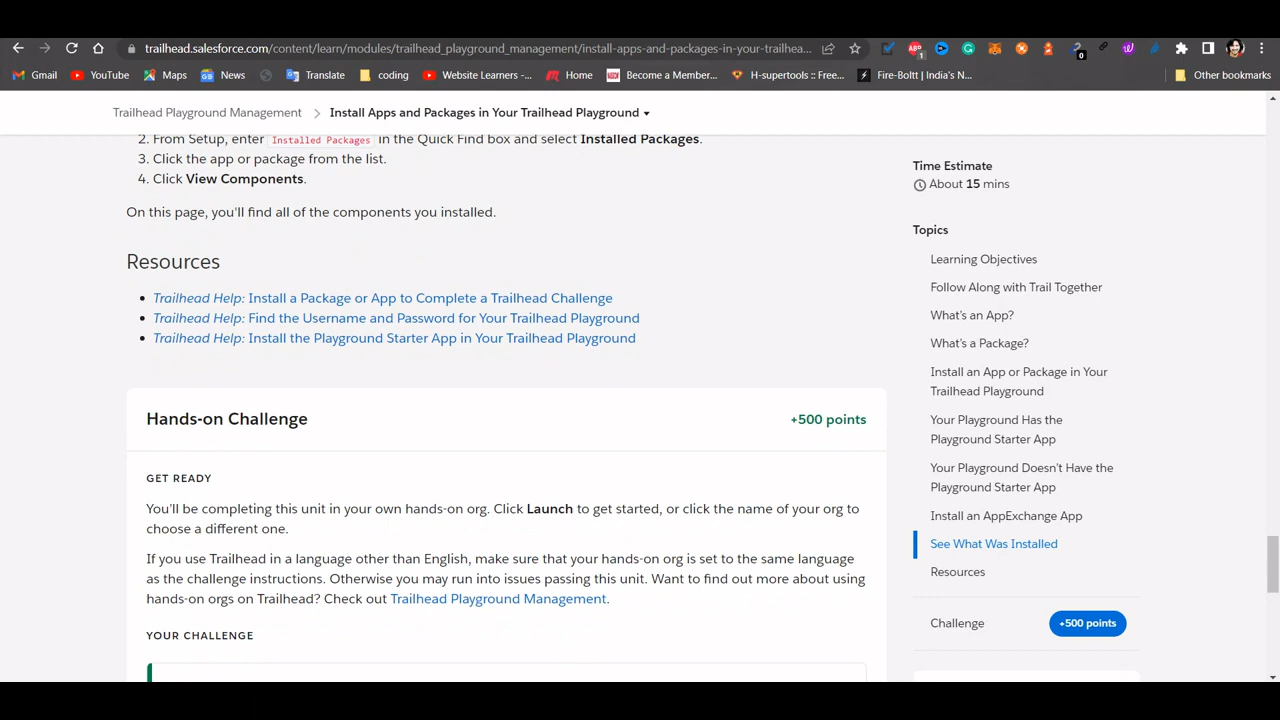 trailhead.salesforce.com/content/learn/modules/trailhead_playground_management/install-apps-and-packages-in-your-trailhea...
ABP
1
0
Gmail
YouTube
Maps
News
Translate
coding
Website Learners -...
Home
Become a Member...
H-supertools :: Free...
Fire-Boltt | India's N...
Other bookmarks
Trailhead Playground Management
Install Apps and Packages in Your Trailhead Playground
2. From Setup, enter Installed Packages in the Quick Find box and select Installed Packages.
3. Click the app or package from the list.
4. Click View Components.
On this page, you'll find all of the components you installed.
Resources
• Trailhead Help: Install a Package or App to Complete a Trailhead Challenge
• Trailhead Help: Find the Username and Password for Your Trailhead Playground
• Trailhead Help: Install the Playground Starter App in Your Trailhead Playground
Hands-on Challenge
+500 points
GET READY
You'll be completing this unit in your own hands-on org. Click Launch to get started, or click the name of your org to
choose a different one.
If you use Trailhead in a language other than English, make sure that your hands-on org is set to the same language
as the challenge instructions. Otherwise you may run into issues passing this unit. Want to find out more about using
hands-on orgs on Trailhead? Check out Trailhead Playground Management.
YOUR CHALLENGE
Time Estimate
About 15 mins
Topics
Learning Objectives
Follow Along with Trail Together
What's an App?
What's a Package?
Install an App or Package in Your
Trailhead Playground
Your Playground Has the
Playground Starter App
Your Playground Doesn't Have the
Playground Starter App
Install an AppExchange App
See What Was Installed
Resources
Challenge
+500 points